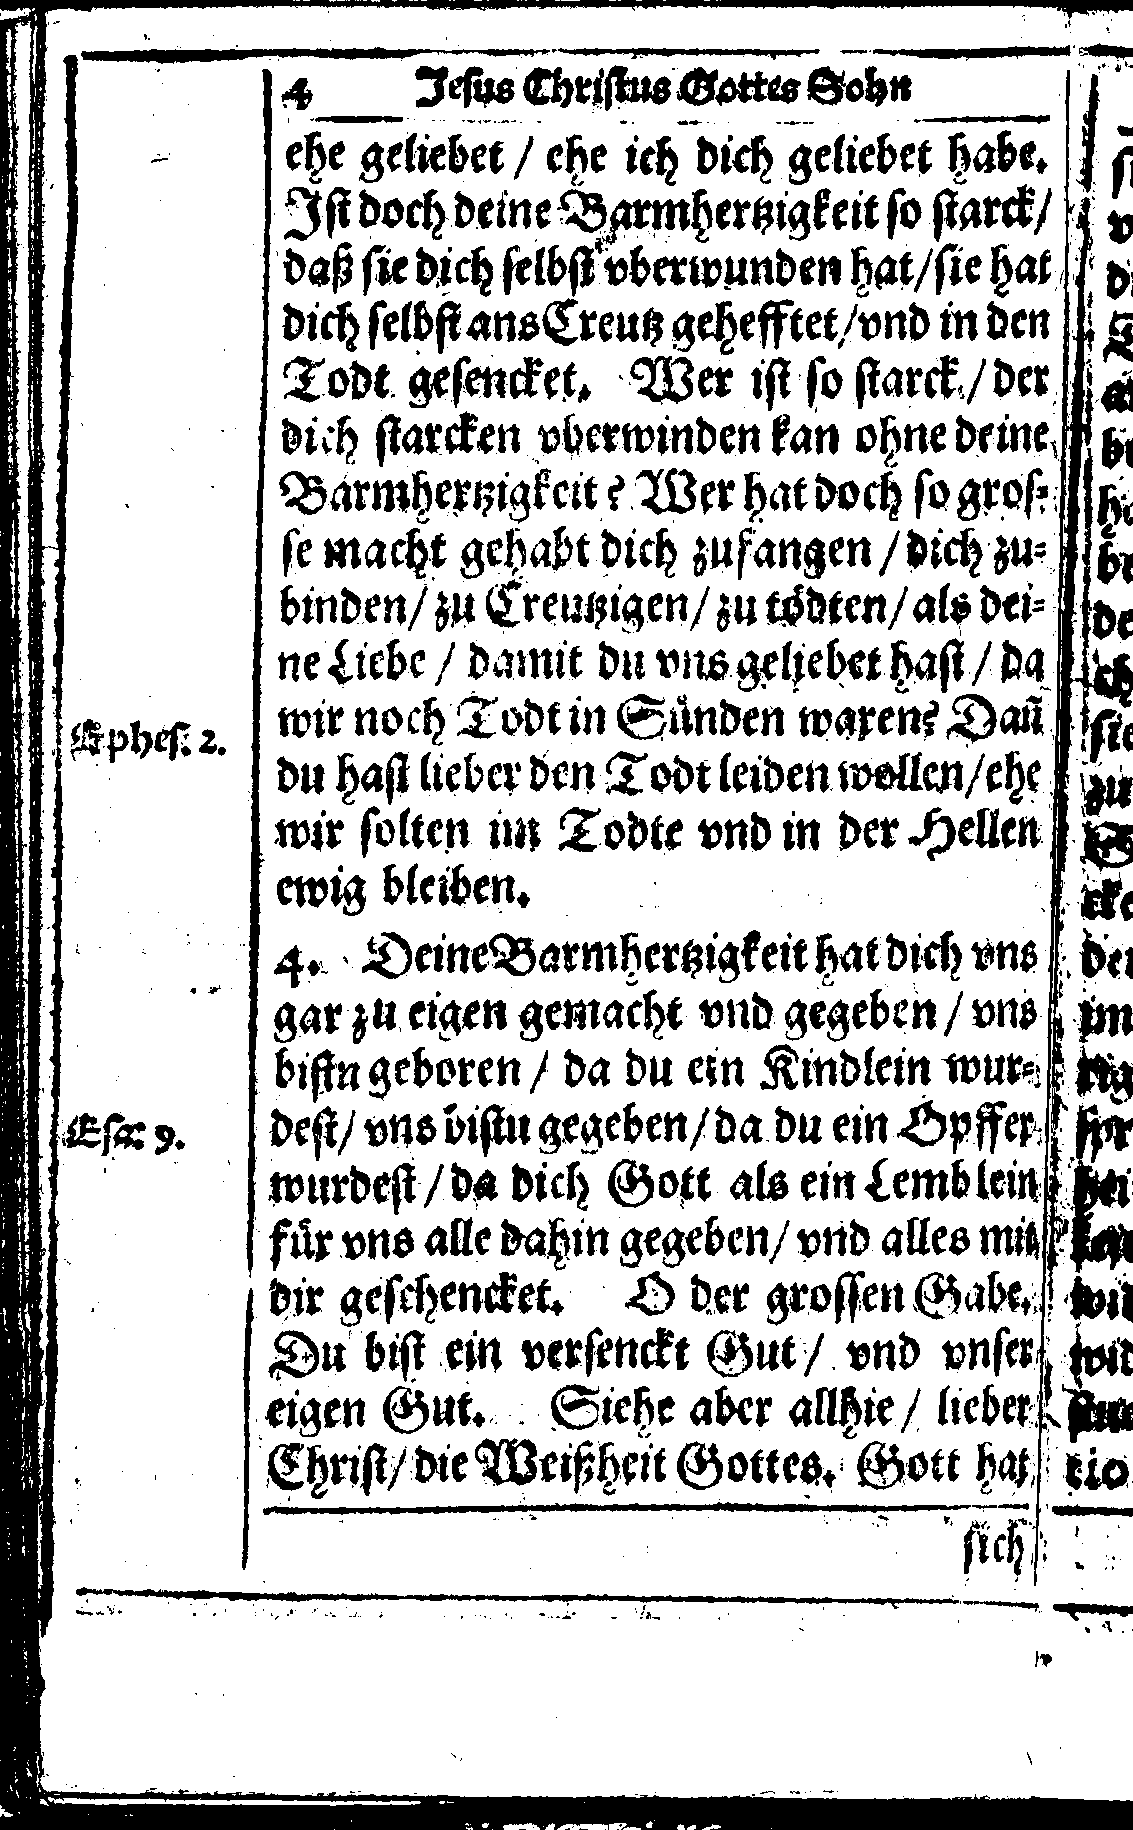 4 Jesus Christus Gottes Sohn
ehe geliebet / ehe ich dich geliebet habe.
Ist doch deine Barmhertzigkeit so starck /
daß sie dich selbst vberwunden hat / sie hat
dich selbst ans Creutz gehefftet / vnd in den
Todt gesencket. Wer ist so starck / der
dich starcken vberwinden kan ohne deine
Barmhertzigkeit? Wer hat doch so gros-
se macht gehabt dich zufangen / dich zu-
binden / zu Creutzigen / zu tödten / als dei-
ne Liebe / damit du vns geliebet hast / da
wir noch Todt in Sünden waren? Dañ
Ephes. 2.
du hast lieber den Todt leiden wollen / ehe
wir solten im Todte vnd in der Hellen
ewig bleiben.
4. Deine Barmhertzigkeit hat dich vns
gar zu eigen gemacht vnd gegeben / vns
bistu geboren / da du ein Kindlein wur-
dest / vns bistu gegeben / da du ein Opffer
Esa. 9.
wurdest / da dich Gott als ein Lemblein
für vns alle dahin gegeben / vnd alles mit
dir geschencket. O der grossen Gabe.
Du bist ein versenckt Gut / vnd vnser
eigen Gut. Siehe aber allhie / lieber
Christ / die Weißheit Gottes. Gott hat
sich